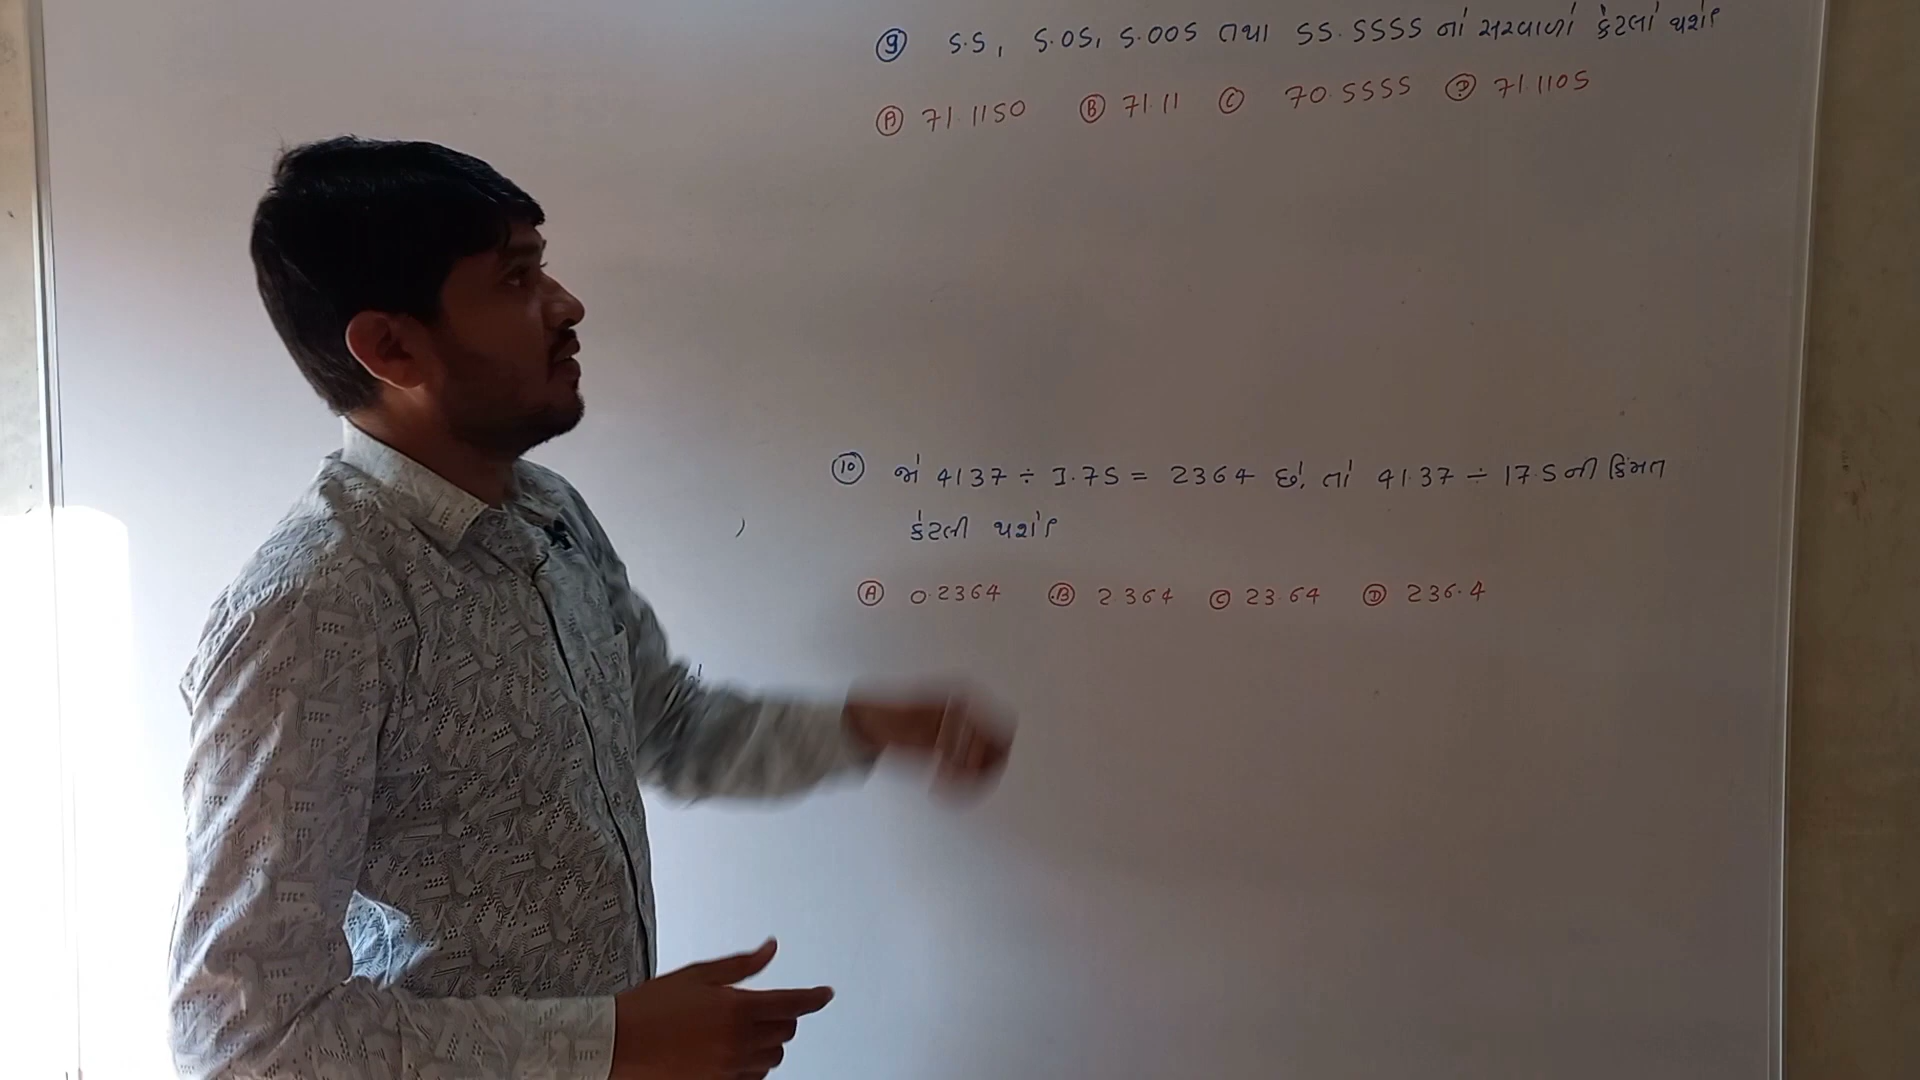 ૭ 5.5, 5.05, 5.005 તથા 55.5555 નો સરવાળો કેટલો થશે?
A 71.1150 B 71.11 C 70.5555 D 71.1105
10 જો 4137 ÷ 1.75 = 2364 છે, તો 41.37 ÷ 17.5 ની કિંમત
કેટલી થશે?
A 0.2364 B 2.364 C 23.64 D 236.4